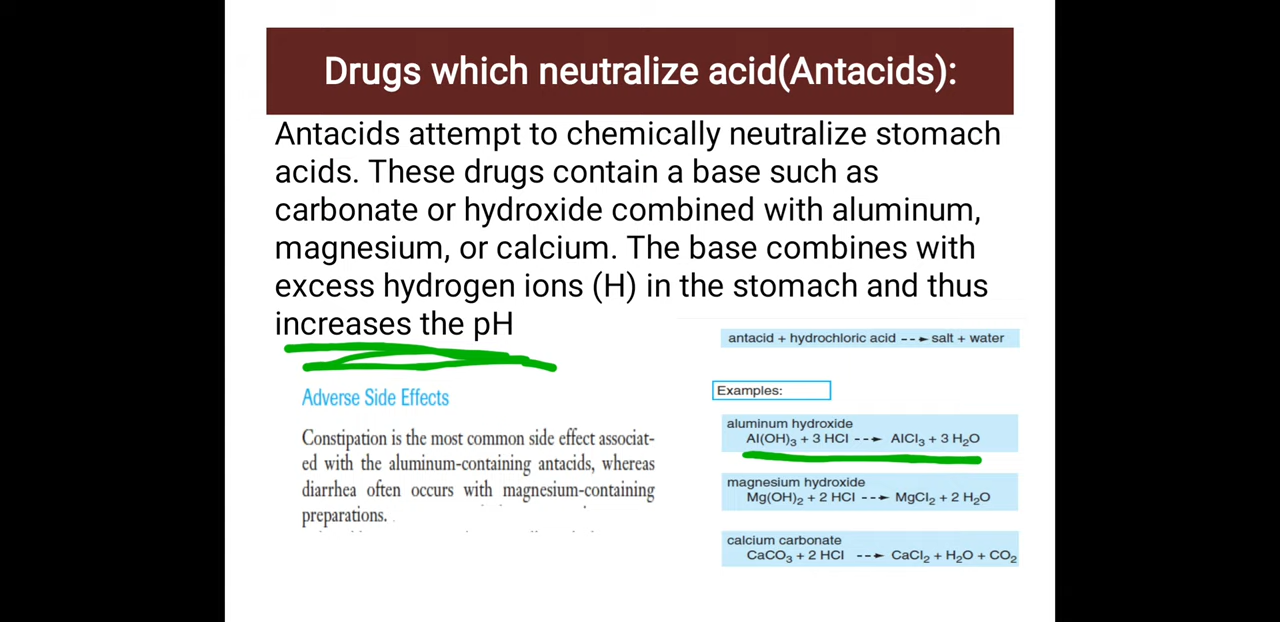 Drugs which neutralize acid(Antacids):
Antacids attempt to chemically neutralize stomach
acids. These drugs contain a base such as
carbonate or hydroxide combined with aluminum,
magnesium, or calcium. The base combines with
excess hydrogen ions (H) in the stomach and thus
increases the pH
Adverse Side Effects
Constipation is the most common side effect associat-
ed with the aluminum-containing antacids, whereas
diarrhea often occurs with magnesium-containing
preparations.
antacid + hydrochloric acid --► salt + water
Examples:
aluminum hydroxide
Al(OH)₃ + 3 HCl --► AlCl₃ + 3 H₂O
magnesium hydroxide
Mg(OH)₂ + 2 HCl --► MgCl₂ + 2 H₂O
calcium carbonate
CaCO₃ + 2 HCl --► CaCl₂ + H₂O + CO₂